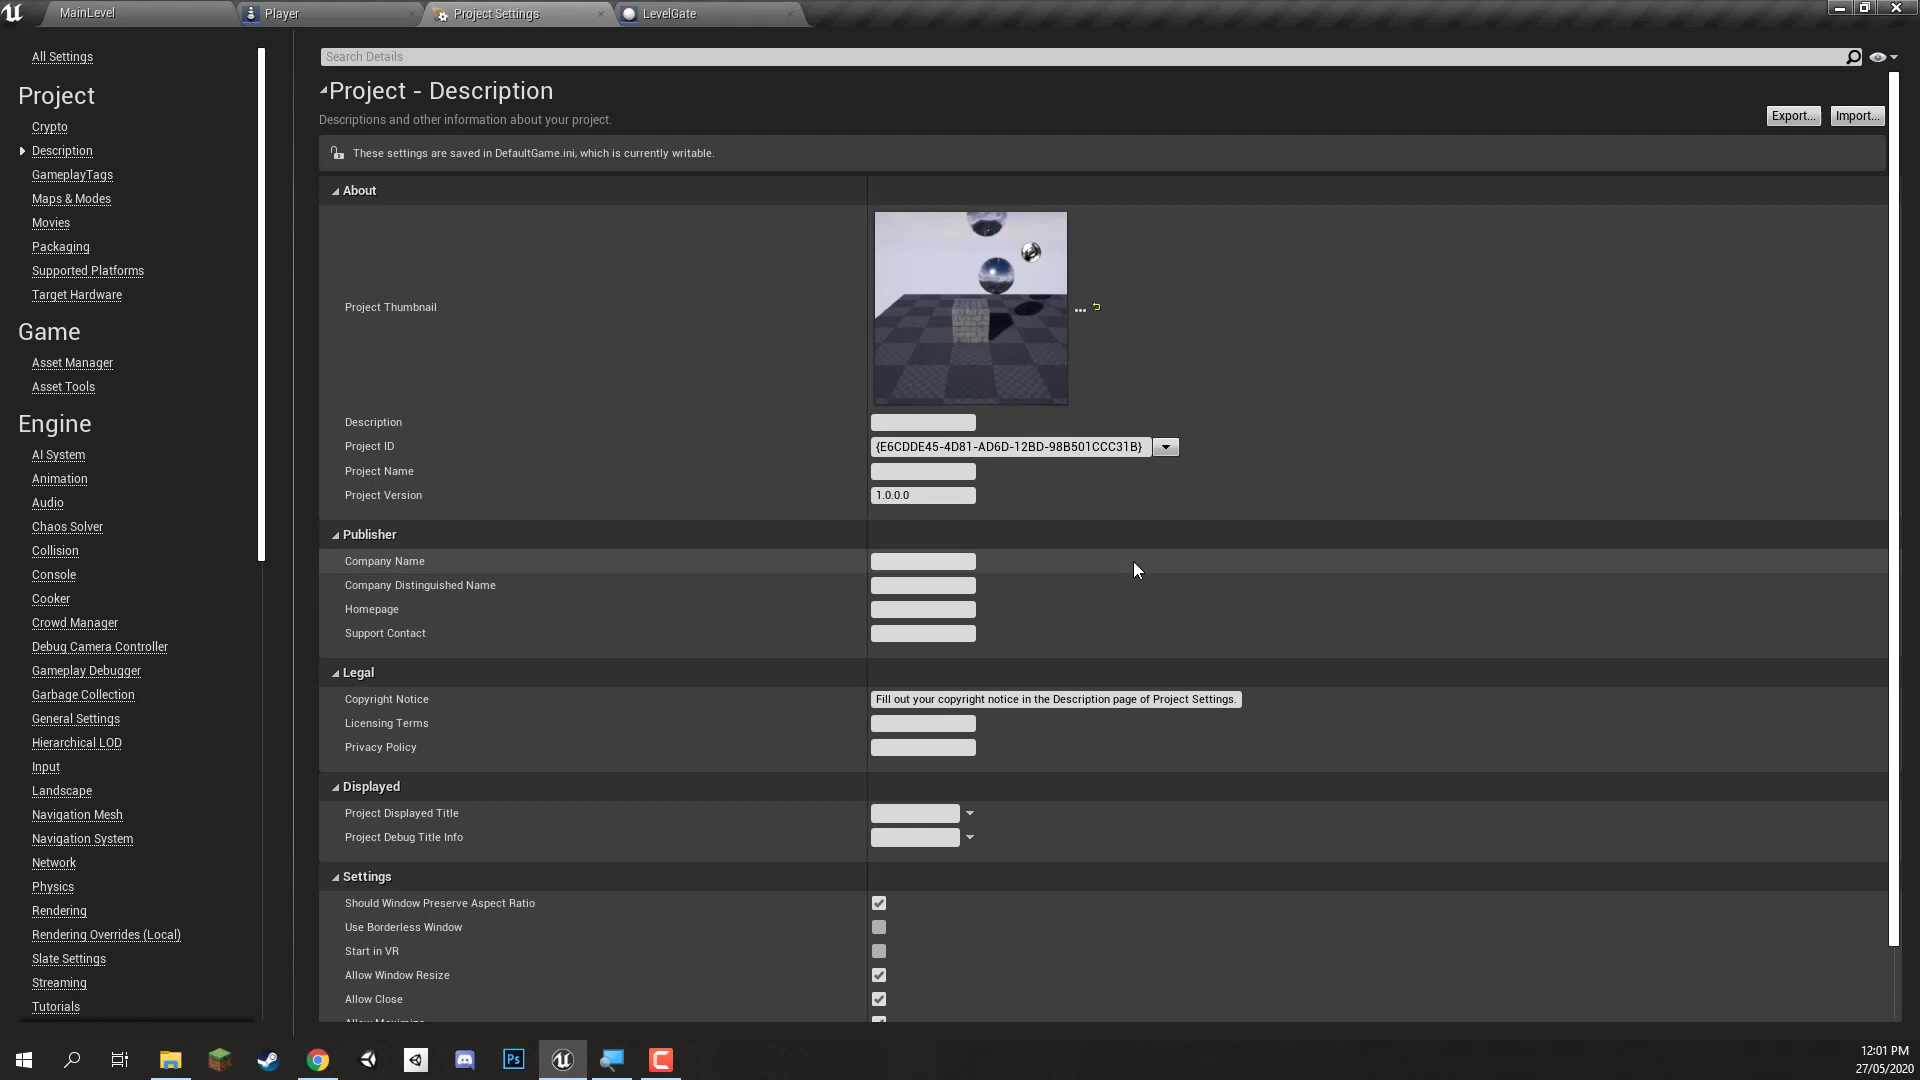 MainLevel
Player
Project Settings
LevelGate
All Settings
Project
Crypto
Description
GameplayTags
Maps & Modes
Movies
Packaging
Supported Platforms
Target Hardware
Game
Asset Manager
Asset Tools
Engine
AI System
Animation
Audio
Chaos Solver
Collision
Console
Cooker
Crowd Manager
Debug Camera Controller
Gameplay Debugger
Garbage Collection
General Settings
Hierarchical LOD
Input
Landscape
Navigation Mesh
Navigation System
Network
Physics
Rendering
Rendering Overrides (Local)
Slate Settings
Streaming
Tutorials
Search Details
Project - Description
Descriptions and other information about your project.
Export...
Import...
These settings are saved in DefaultGame.ini, which is currently writable.
About
Project Thumbnail
Description
Project ID
{E6CDDE45-4D81-AD6D-12BD-98B501CCC31B}
Project Name
Project Version
1.0.0.0
Publisher
Company Name
Company Distinguished Name
Homepage
Support Contact
Legal
Copyright Notice
Fill out your copyright notice in the Description page of Project Settings.
Licensing Terms
Privacy Policy
Displayed
Project Displayed Title
Project Debug Title Info
Settings
Should Window Preserve Aspect Ratio
Use Borderless Window
Start in VR
Allow Window Resize
Allow Close
Allow Maximize
Ps
12:01 PM
27/05/2020